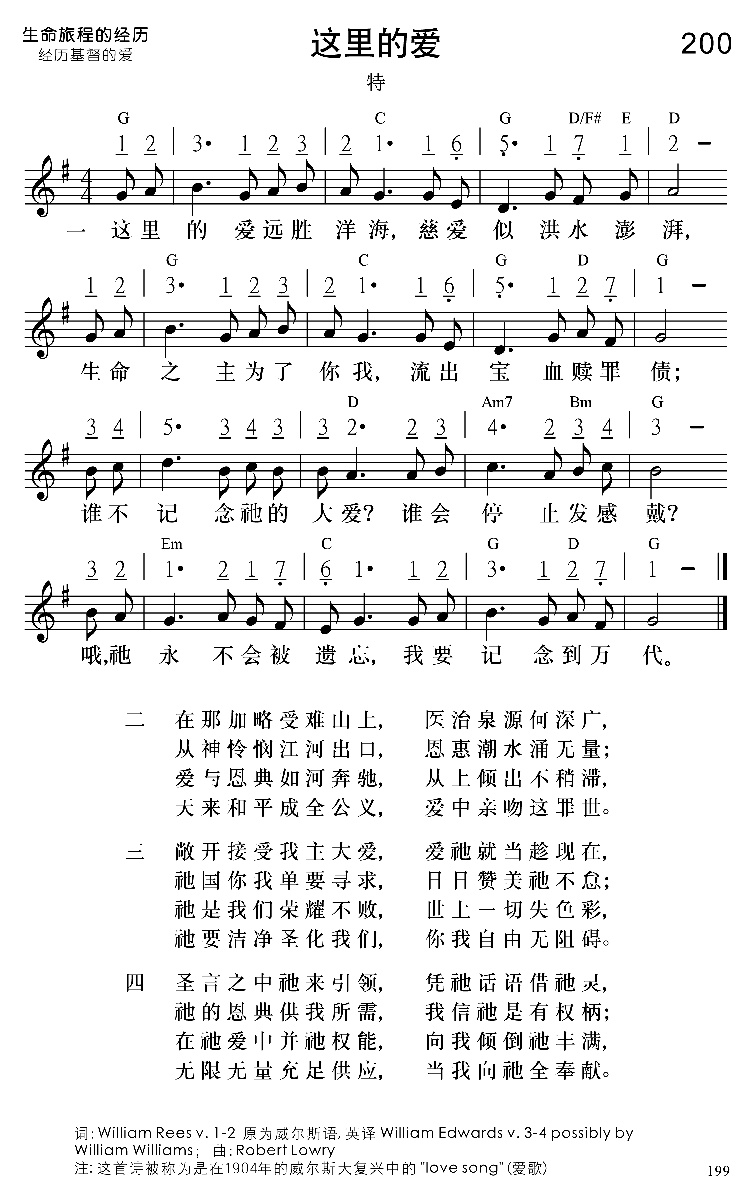 生命旅程的经历
经历基督的爱
这里的爱
200
特
G C G D/F# E D
1 2 | 3· 1 2 3 | 2 1· 1 6 | 5· 1 7 1 | 2 –
4/4
一 这里的爱远胜洋海，慈爱似洪水澎湃，
G C G D G
1 2 | 3· 1 2 3 | 2 1· 1 6 | 5· 1 2 7 | 1 –
生命之主为了你我，流出宝血赎罪债；
D Am7 Bm G
3 4 | 5· 3 4 3 | 3 2· 2 3 | 4· 2 3 4 | 3 –
谁不记念祂的大爱？谁会停止发感戴？
Em C G D G
3 2 | 1· 2 1 7 | 6 1· 1 2 | 3· 1 2 7 | 1 –
哦，祂永不会被遗忘，我要记念到万代。
二 在那加略受难山上， 医治泉源何深广，
从神怜悯江河出口， 恩惠潮水涌无量；
爱与恩典如河奔驰， 从上倾出不稍滞，
天来和平成全公义， 爱中亲吻这罪世。
三 敞开接受我主大爱， 爱祂就当趁现在，
祂国你我单要寻求， 日日赞美祂不怠；
祂是我们荣耀不败， 世上一切失色彩，
祂要洁净圣化我们， 你我自由无阻碍。
四 圣言之中祂来引领， 凭祂话语借祂灵，
祂的恩典供我所需， 我信祂是有权柄；
在祂爱中并祂权能， 向我倾倒祂丰满，
无限无量充足供应， 当我向祂全奉献。
词：William Rees v. 1-2 原为威尔斯语，英译 William Edwards v. 3-4 possibly by
William Williams； 曲：Robert Lowry
注：这首诗被称为是在1904年的威尔斯大复兴中的 "love song" (爱歌)
199